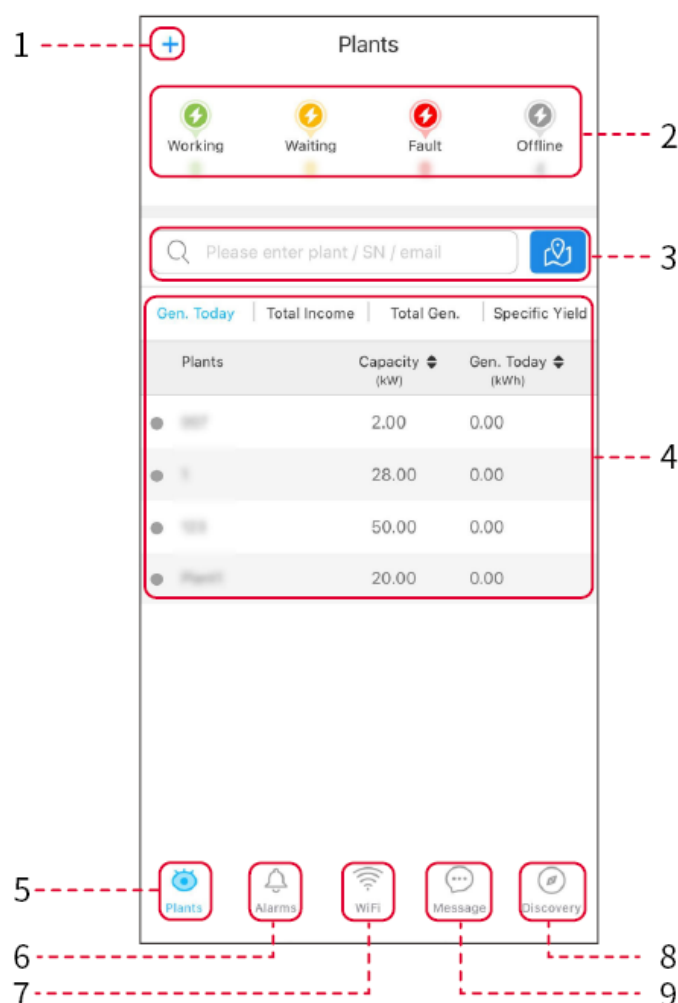 1
Plants
Working Waiting Fault Offline
2
Please enter plant / SN / email
3
Gen. Today Total Income Total Gen. Specific Yield
Plants Capacity Gen. Today
(kW) (kWh)
2.00 0.00
28.00 0.00
4
50.00 0.00
20.00 0.00
5
Plants Alarms WiFi Message Discovery
6 8
7 9